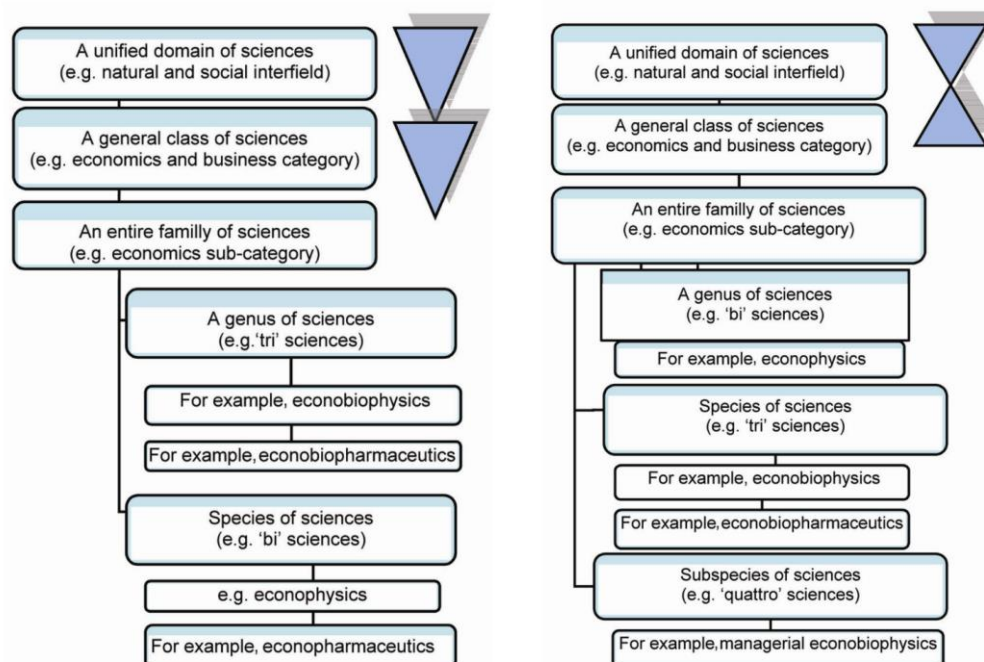 A unified domain of sciences
(e.g. natural and social interfield)
A general class of sciences
(e.g. economics and business category)
An entire familly of sciences
(e.g. economics sub-category)
A genus of sciences
(e.g.‘tri’ sciences)
For example, econobiophysics
For example, econobiopharmaceutics
Species of sciences
(e.g. ‘bi’ sciences)
e.g. econophysics
For example, econopharmaceutics
A unified domain of sciences
(e.g. natural and social interfield)
A general class of sciences
(e.g. economics and business category)
An entire familly of sciences
(e.g. economics sub-category)
A genus of sciences
(e.g. ‘bi’ sciences)
For example, econophysics
Species of sciences
(e.g. ‘tri’ sciences)
For example, econobiophysics
For example, econobiopharmaceutics
Subspecies of sciences
(e.g. ‘quattro’ sciences)
For example, managerial econobiophysics